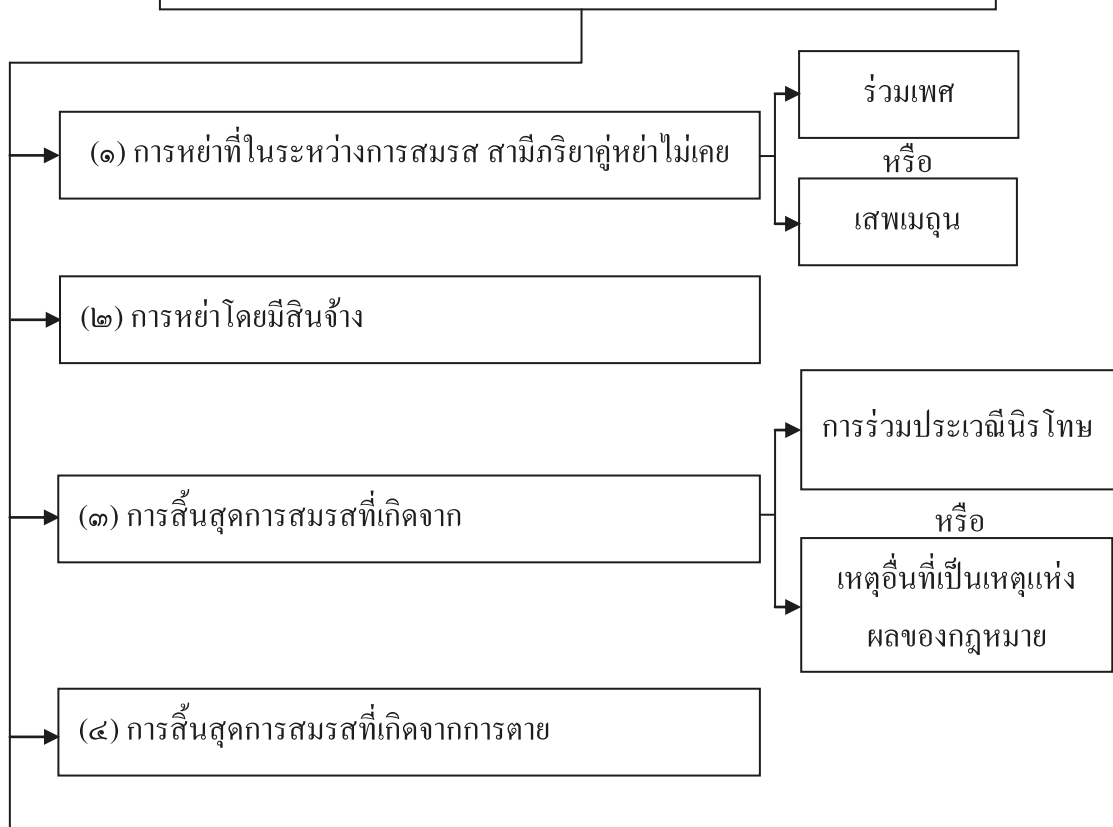 ร่วมเพศ
(๑) การหย่าที่ในระหว่างการสมรส สามีภริยาคู่หย่าไม่เคย
หรือ
เสพเมถุน
(๒) การหย่าโดยมีสินจ้าง
การร่วมประเวณีนิรโทษ
(๓) การสิ้นสุดการสมรสที่เกิดจาก
หรือ
เหตุอื่นที่เป็นเหตุแห่ง
ผลของกฎหมาย
(๔) การสิ้นสุดการสมรสที่เกิดจากการตาย